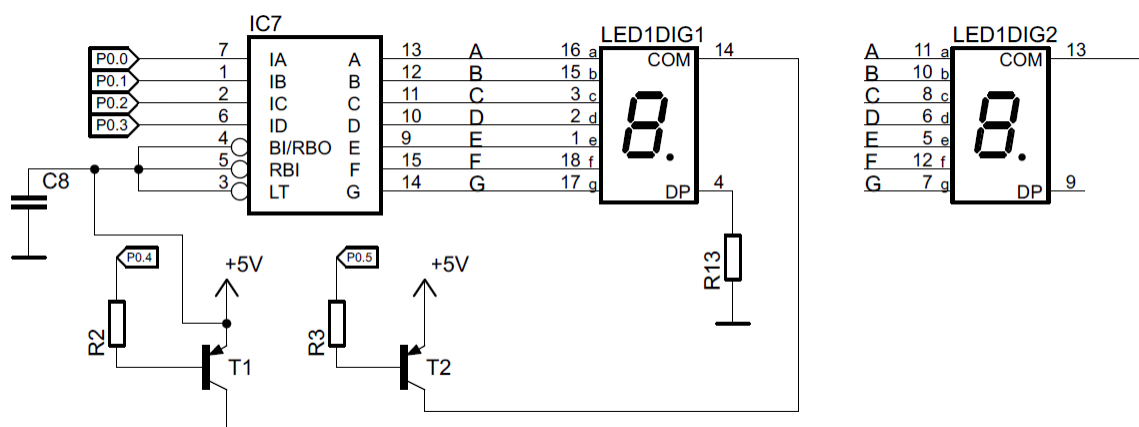 IC7
LED1DIG1
LED1DIG2
P0.0 7 IA A 13 A 16 a COM 14
A 11 a COM 13
P0.1 1 IB B 12 B 15 b
B 10 b
P0.2 2 IC C 11 C 3 c
C 8 c
P0.3 6 ID D 10 D 2 d
D 6 d
4 BI/RBO E 9 E 1 e
E 5 e
5 RBI F 15 F 18 f
F 12 f
3 LT G 14 G 17 g DP 4
G 7 g DP 9
C8
P0.4
+5V
P0.5
+5V
R13
R2
T1
R3
T2